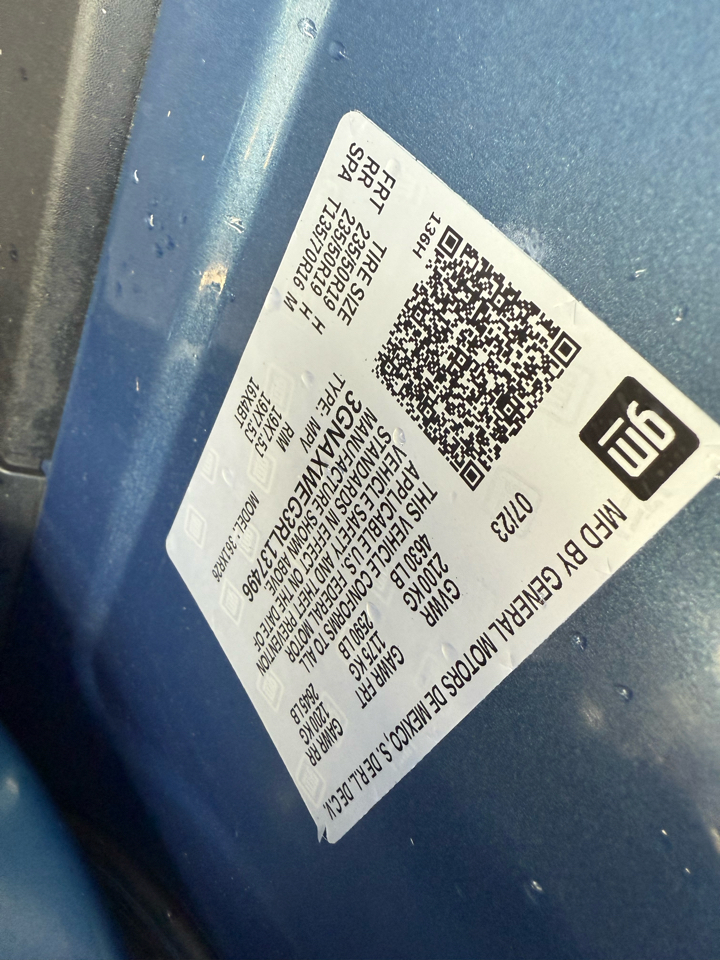 gm
MFD BY GENERAL MOTORS DE MEXICO, S. DE R.L. DE C.V.
07/23
GVWR
2100 KG
4630 LB
GAWR FRT
1175 KG
2590 LB
GAWR RR
1200 KG
2645 LB
THIS VEHICLE CONFORMS TO ALL
APPLICABLE U.S. FEDERAL MOTOR
VEHICLE SAFETY AND THEFT PREVENTION
STANDARDS IN EFFECT ON THE DATE OF
MANUFACTURE SHOWN ABOVE.
3GNAXWEG3RL137496
TYPE: MPV
MODEL: 361XR26
136H
TIRE SIZE
RIM
FRT 235/50R19 H 19X7.5J
RR 235/50R19 H 19X7.5J
SPA T135/70R16 M 16X4BT